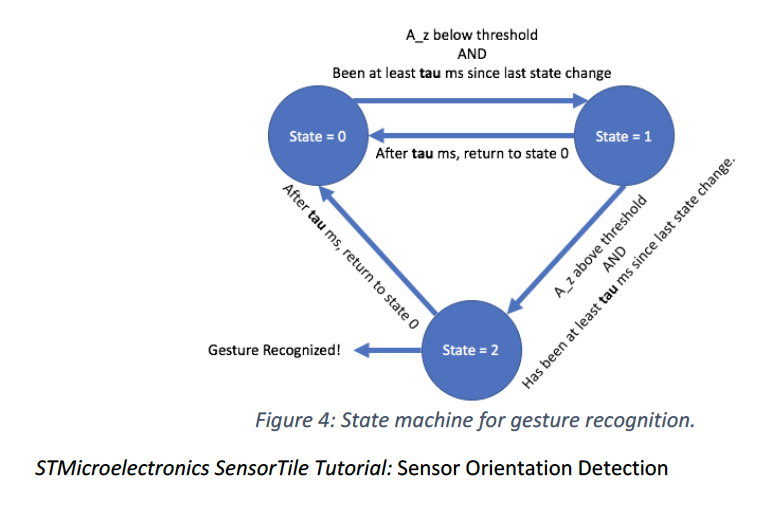 A_z below threshold
AND
Been at least tau ms since last state change
State = 0
State = 1
After tau ms, return to state 0
After tau ms, return to state 0
A_z above threshold
AND
Has been at least tau ms since last state change.
Gesture Recognized!
State = 2
Figure 4: State machine for gesture recognition.
STMicroelectronics SensorTile Tutorial: Sensor Orientation Detection